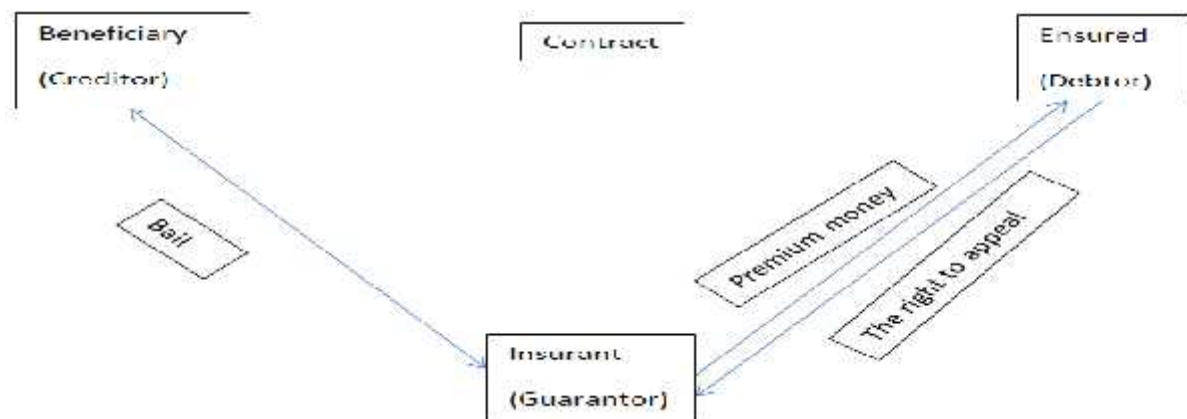 Beneficiary
(Creditor)
Contract
Ensured
(Debtor)
Bail
Premium money
The right to appeal
Insurant
(Guarantor)